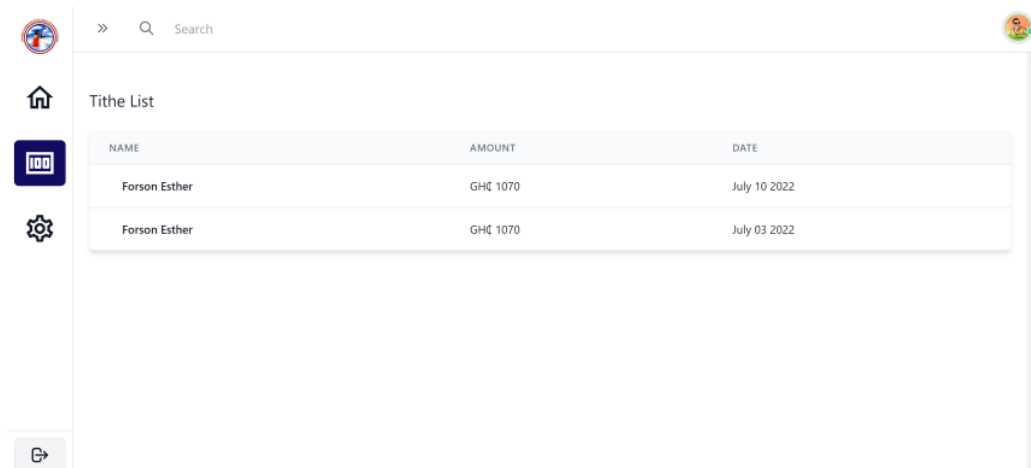 Search
Tithe List
NAME AMOUNT DATE
Forson Esther GH₵ 1070 July 10 2022
Forson Esther GH₵ 1070 July 03 2022